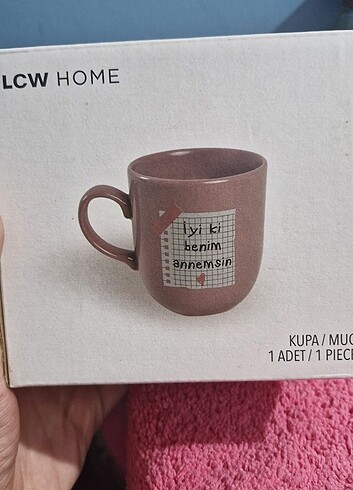 LCW HOME
İyi ki
benim
annemsin
KUPA / MUG
1 ADET / 1 PIECE